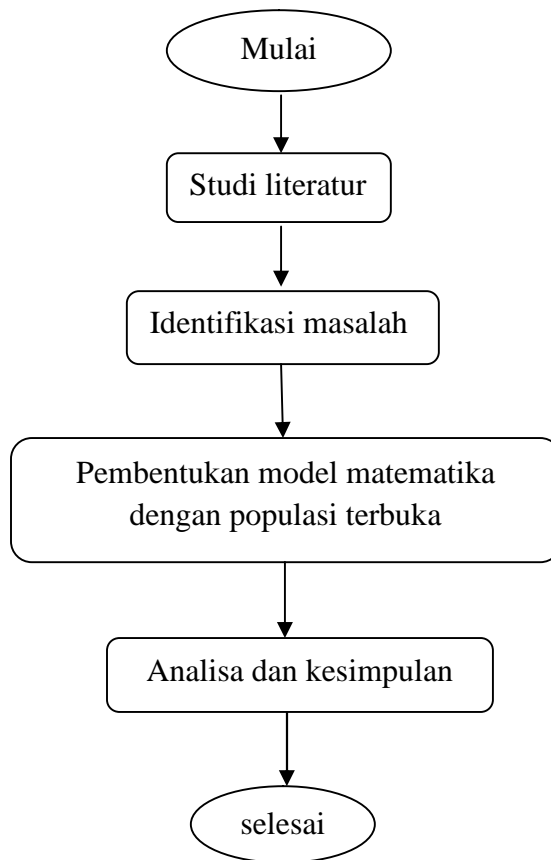 Mulai
Studi literatur
Identifikasi masalah
Pembentukan model matematika
dengan populasi terbuka
Analisa dan kesimpulan
selesai